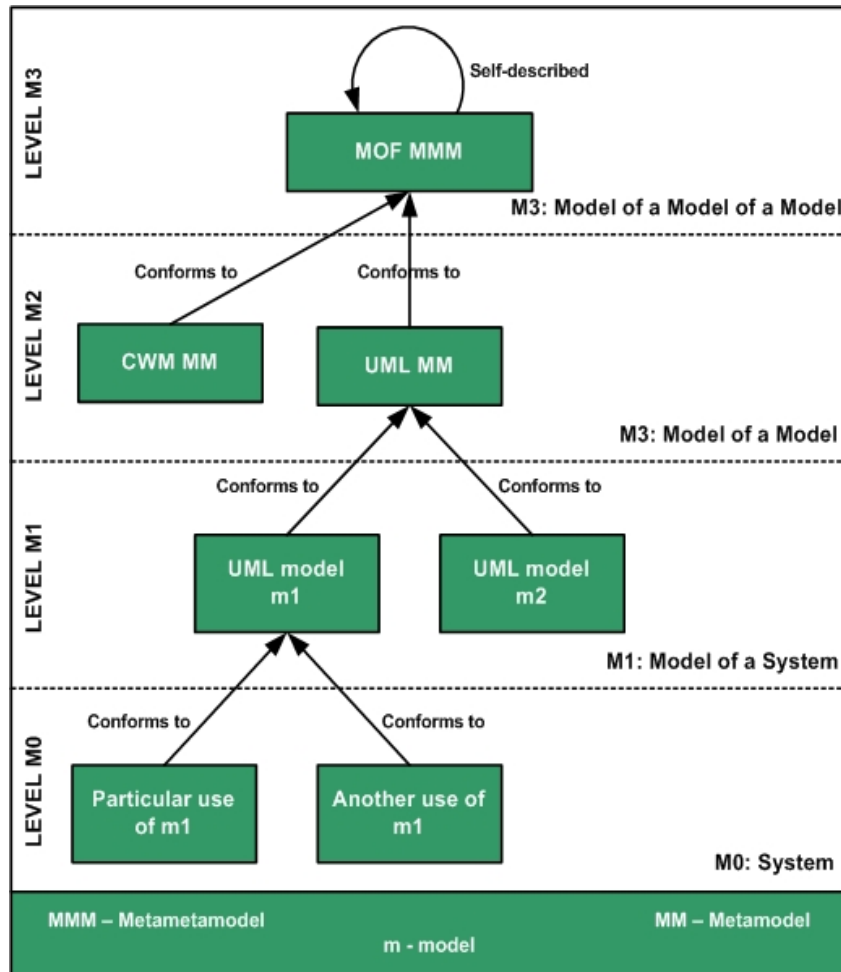 LEVEL M3
Self-described
MOF MMM
M3: Model of a Model of a Model
LEVEL M2
Conforms to
Conforms to
CWM MM
UML MM
M3: Model of a Model
LEVEL M1
Conforms to
Conforms to
UML model
m1
UML model
m2
M1: Model of a System
LEVEL M0
Conforms to
Conforms to
Particular use
of m1
Another use of
m1
M0: System
MMM – Metametamodel
MM – Metamodel
m - model